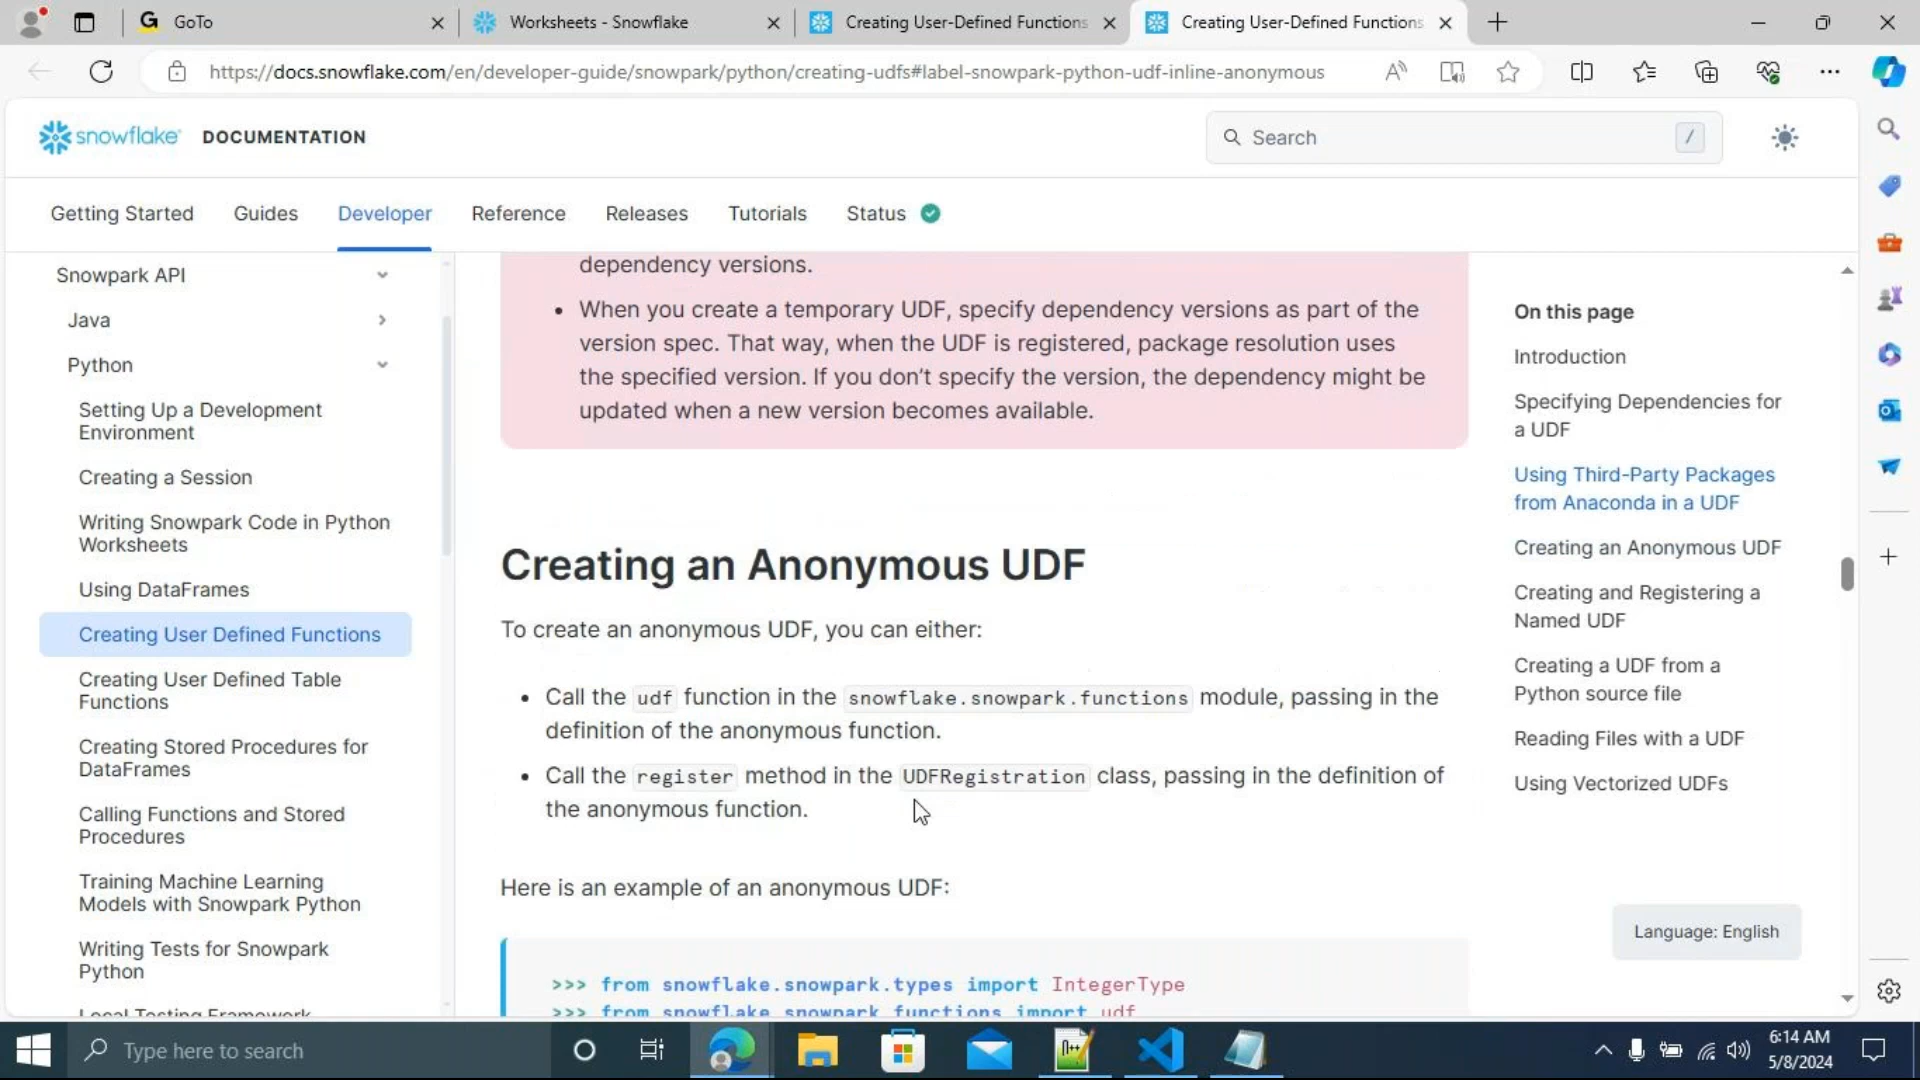 GoTo
Worksheets - Snowflake
Creating User-Defined Functions
Creating User-Defined Functions
https://docs.snowflake.com/en/developer-guide/snowpark/python/creating-udfs#label-snowpark-python-udf-inline-anonymous
snowflake DOCUMENTATION
Search /
Getting Started Guides Developer Reference Releases Tutorials Status
Snowpark API
Java
Python
Setting Up a Development
Environment
Creating a Session
Writing Snowpark Code in Python
Worksheets
Using DataFrames
Creating User Defined Functions
Creating User Defined Table
Functions
Creating Stored Procedures for
DataFrames
Calling Functions and Stored
Procedures
Training Machine Learning
Models with Snowpark Python
Writing Tests for Snowpark
Python
Local Testing Framework
dependency versions.
• When you create a temporary UDF, specify dependency versions as part of the
version spec. That way, when the UDF is registered, package resolution uses
the specified version. If you don’t specify the version, the dependency might be
updated when a new version becomes available.
Creating an Anonymous UDF
To create an anonymous UDF, you can either:
• Call the udf function in the snowflake.snowpark.functions module, passing in the
definition of the anonymous function.
• Call the register method in the UDFRegistration class, passing in the definition of
the anonymous function.
Here is an example of an anonymous UDF:
>>> from snowflake.snowpark.types import IntegerType
>>> from snowflake.snowpark.functions import udf
On this page
Introduction
Specifying Dependencies for
a UDF
Using Third-Party Packages
from Anaconda in a UDF
Creating an Anonymous UDF
Creating and Registering a
Named UDF
Creating a UDF from a
Python source file
Reading Files with a UDF
Using Vectorized UDFs
Language: English
Type here to search
6:14 AM
5/8/2024